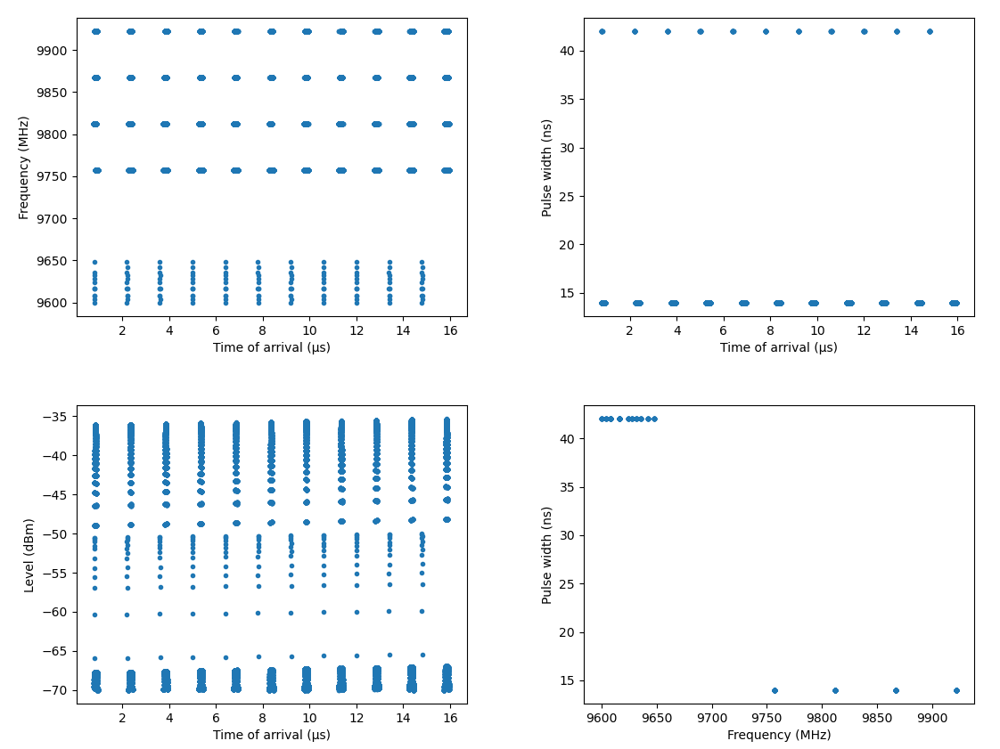 9900
9850
9800
9750
9700
9650
9600
Frequency (MHz)
2 4 6 8 10 12 14 16
Time of arrival (µs)
40
35
30
25
20
15
Pulse width (ns)
2 4 6 8 10 12 14 16
Time of arrival (µs)
−35
−40
−45
−50
−55
−60
−65
−70
Level (dBm)
2 4 6 8 10 12 14 16
Time of arrival (µs)
40
35
30
25
20
15
Pulse width (ns)
9600 9650 9700 9750 9800 9850 9900
Frequency (MHz)